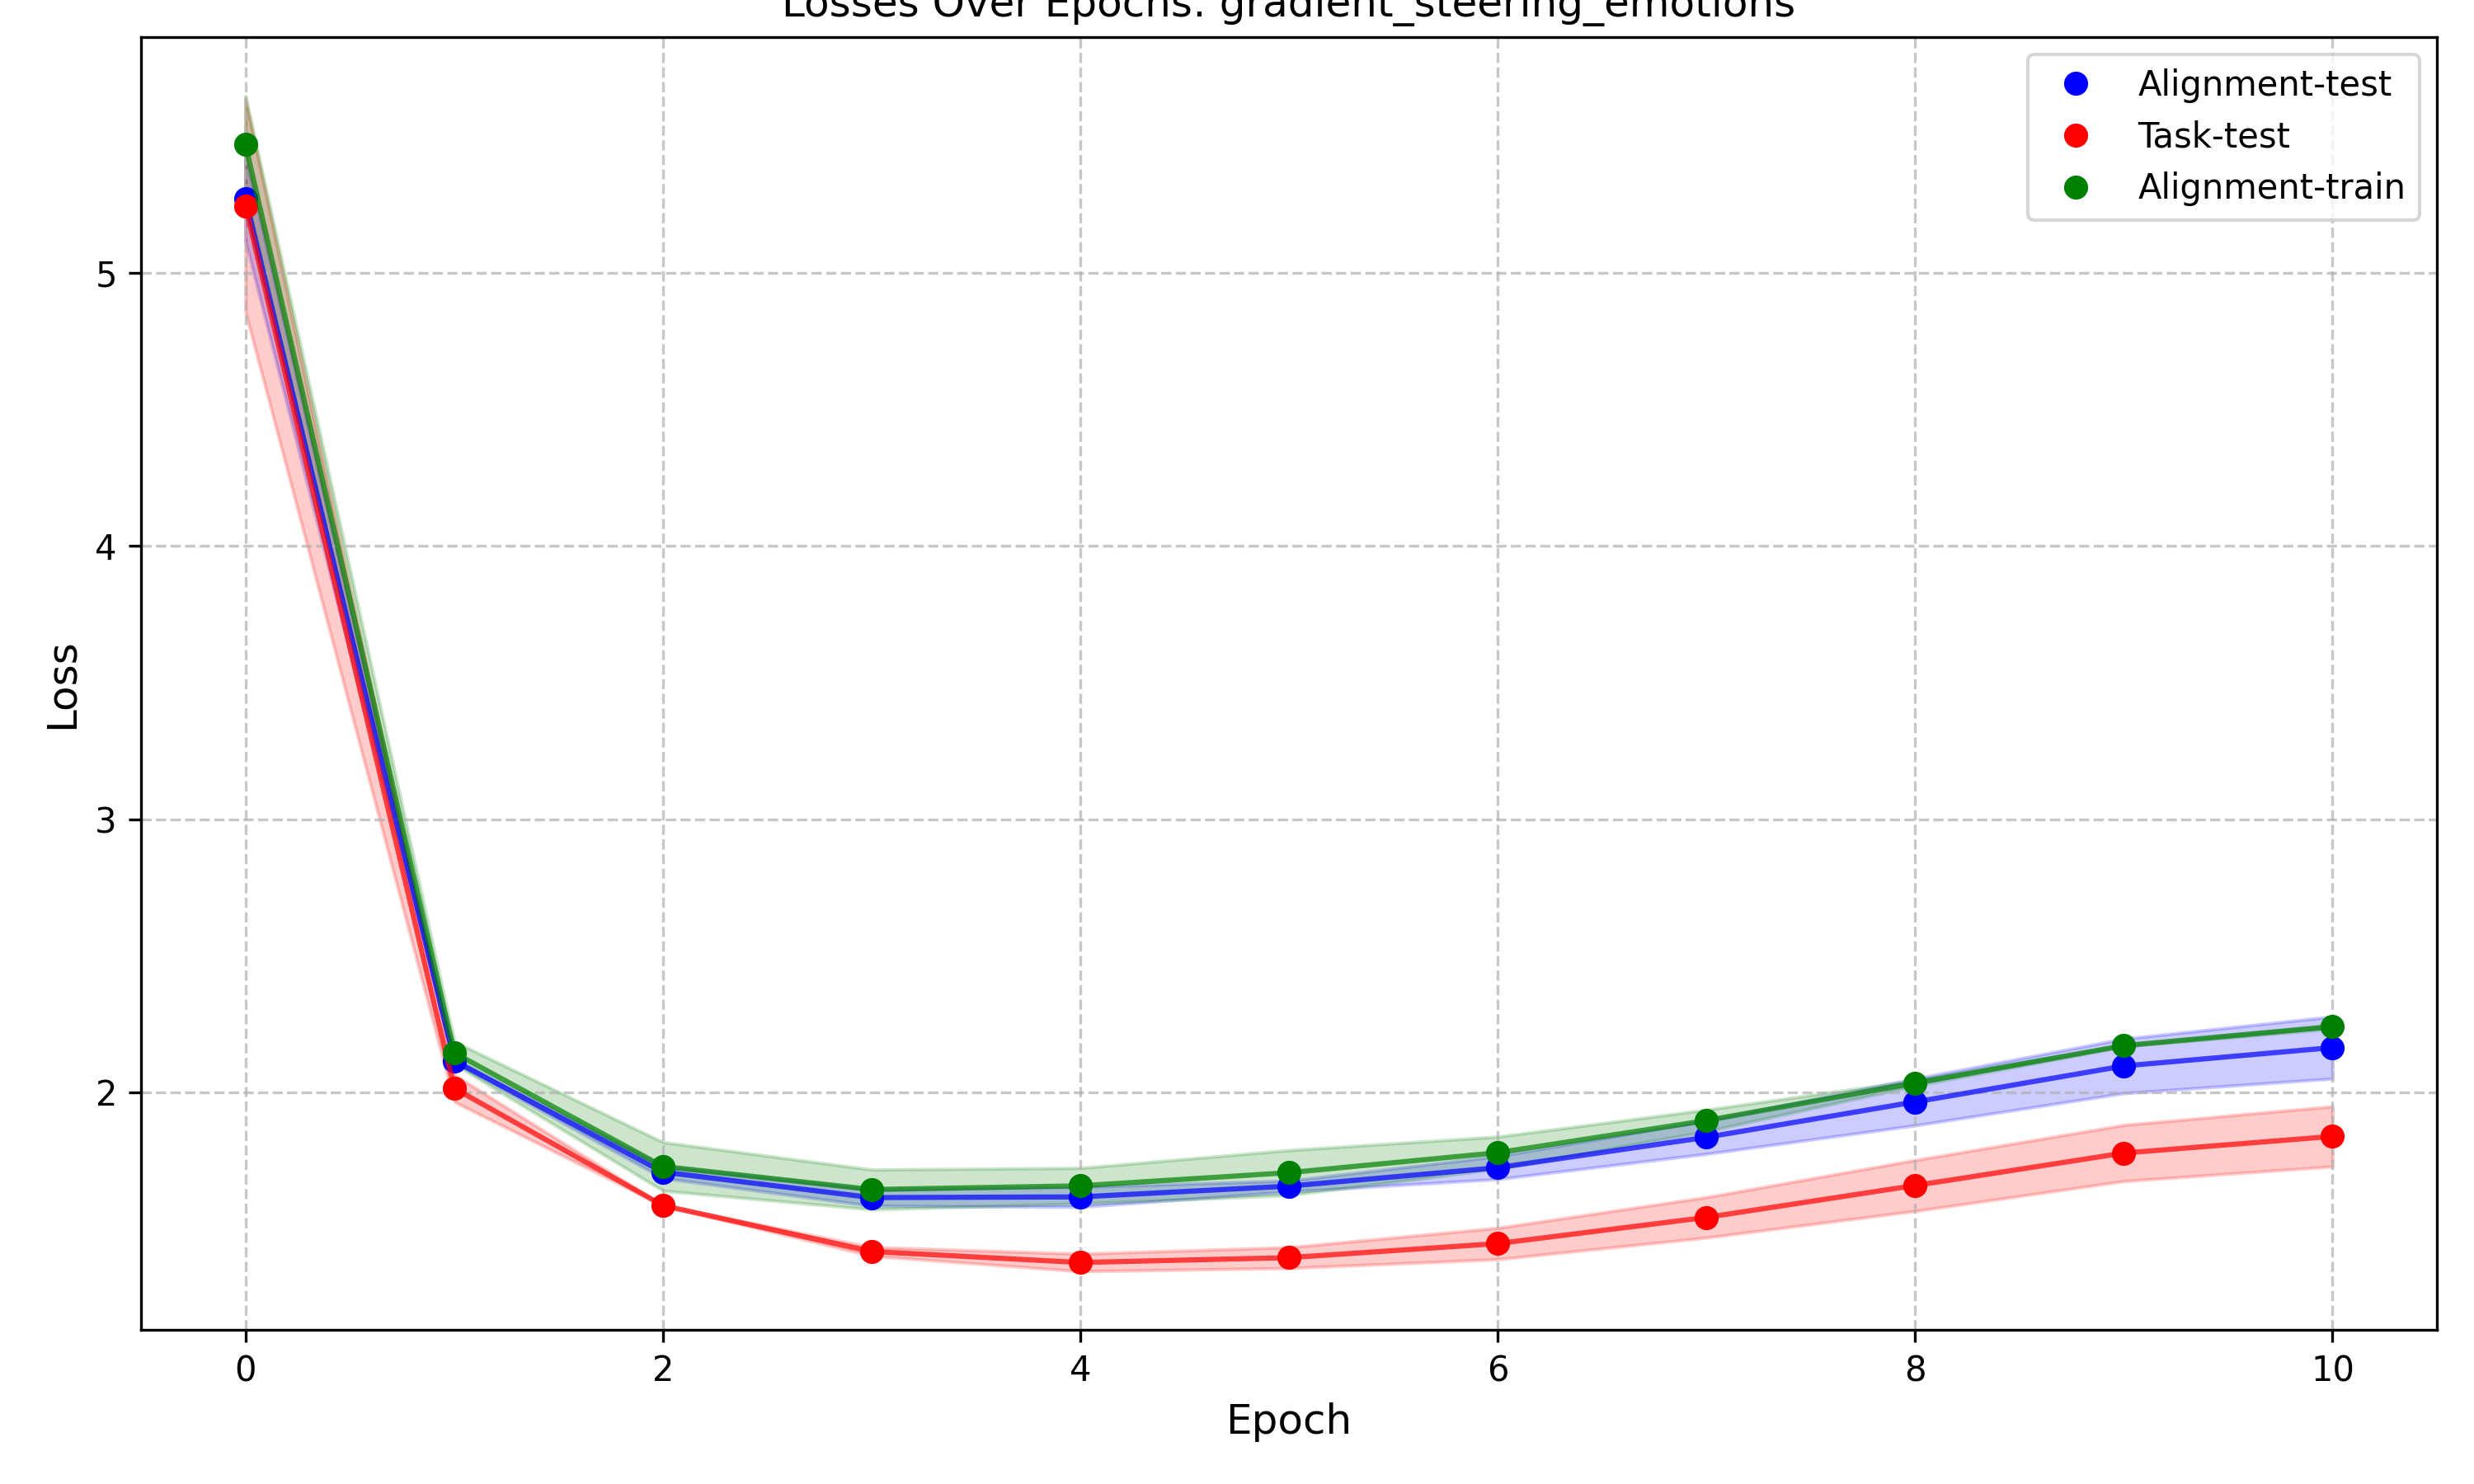 Losses Over Epochs: gradient_steering_emotions
Alignment-test
Task-test
Alignment-train
5
4
3
2
Loss
0 2 4 6 8 10
Epoch